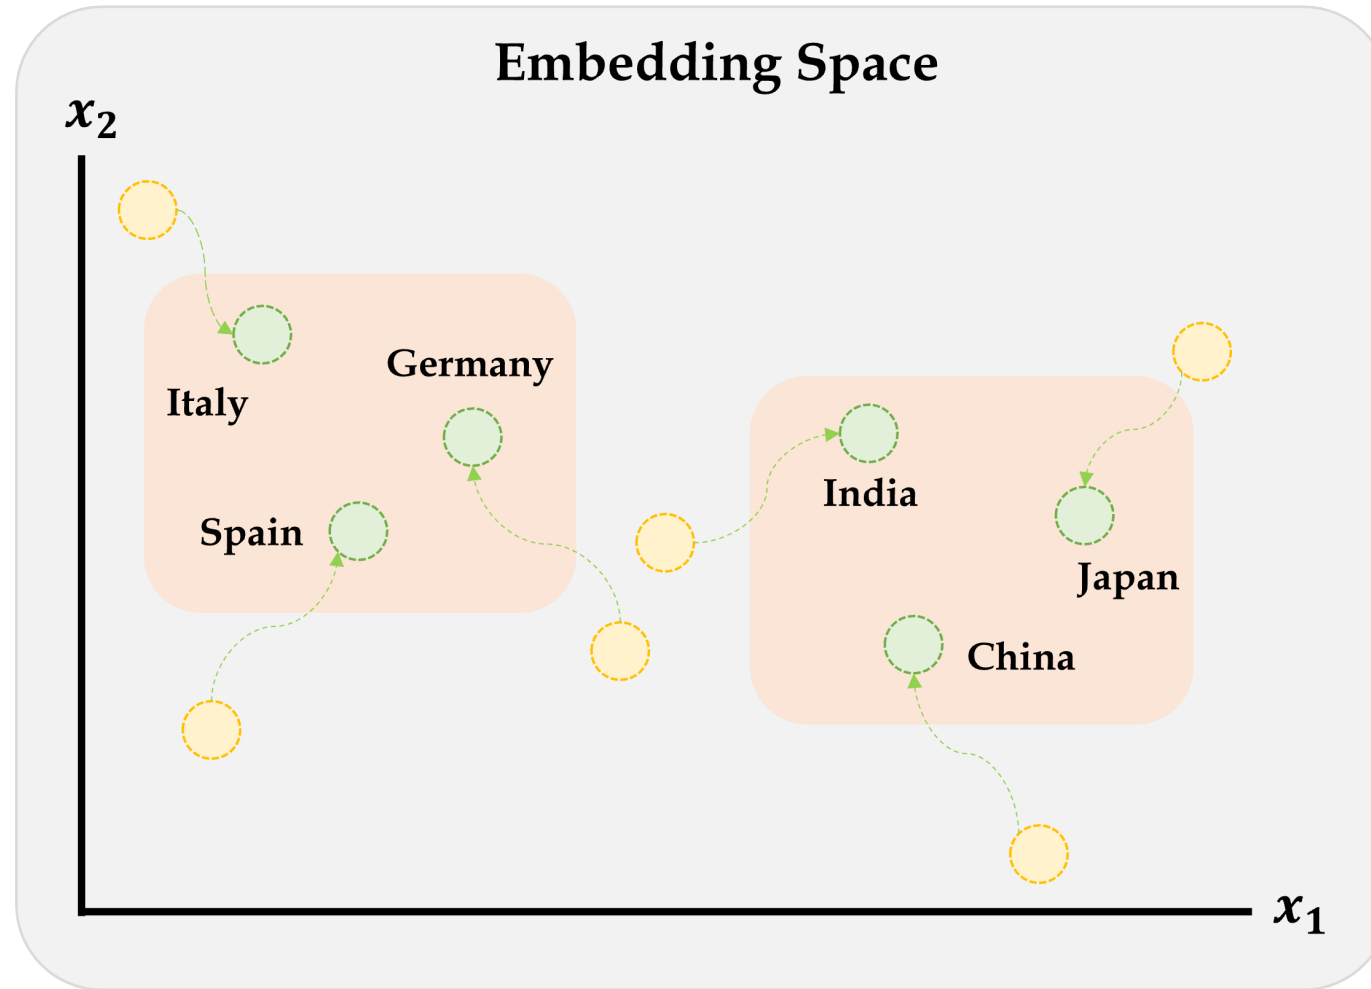 Embedding Space
x₂
Germany
Italy
India
Spain
Japan
China
x₁